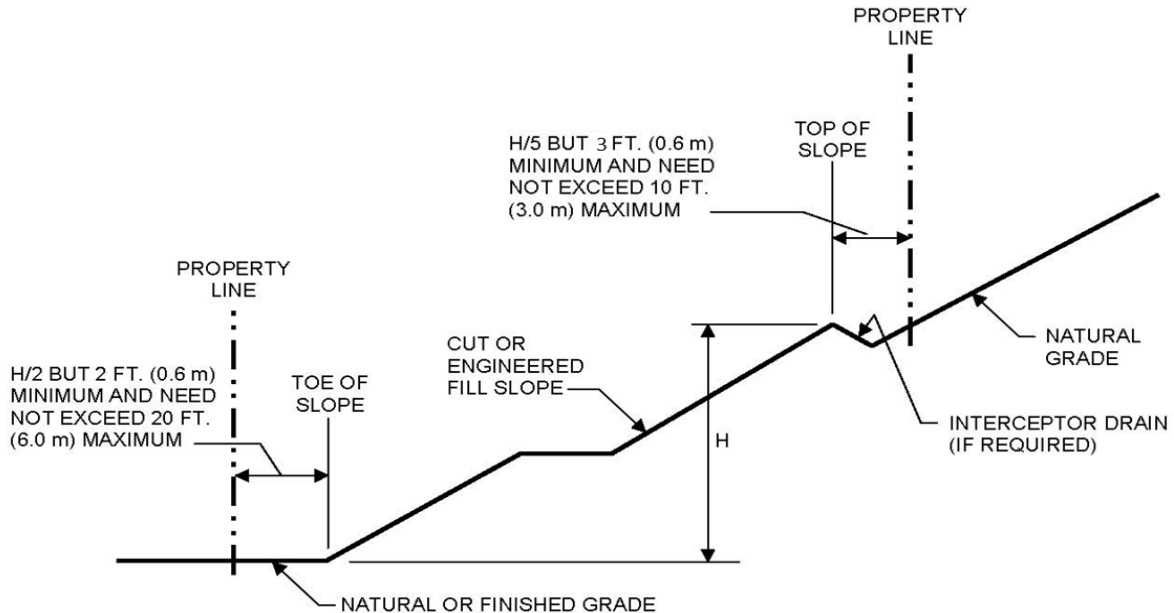 PROPERTY
LINE
H/5 BUT 3 FT. (0.6 m)
MINIMUM AND NEED
NOT EXCEED 10 FT.
(3.0 m) MAXIMUM
TOP OF
SLOPE
PROPERTY
LINE
H/2 BUT 2 FT. (0.6 m)
MINIMUM AND NEED
NOT EXCEED 20 FT.
(6.0 m) MAXIMUM
TOE OF
SLOPE
CUT OR
ENGINEERED
FILL SLOPE
H
NATURAL
GRADE
INTERCEPTOR DRAIN
(IF REQUIRED)
NATURAL OR FINISHED GRADE